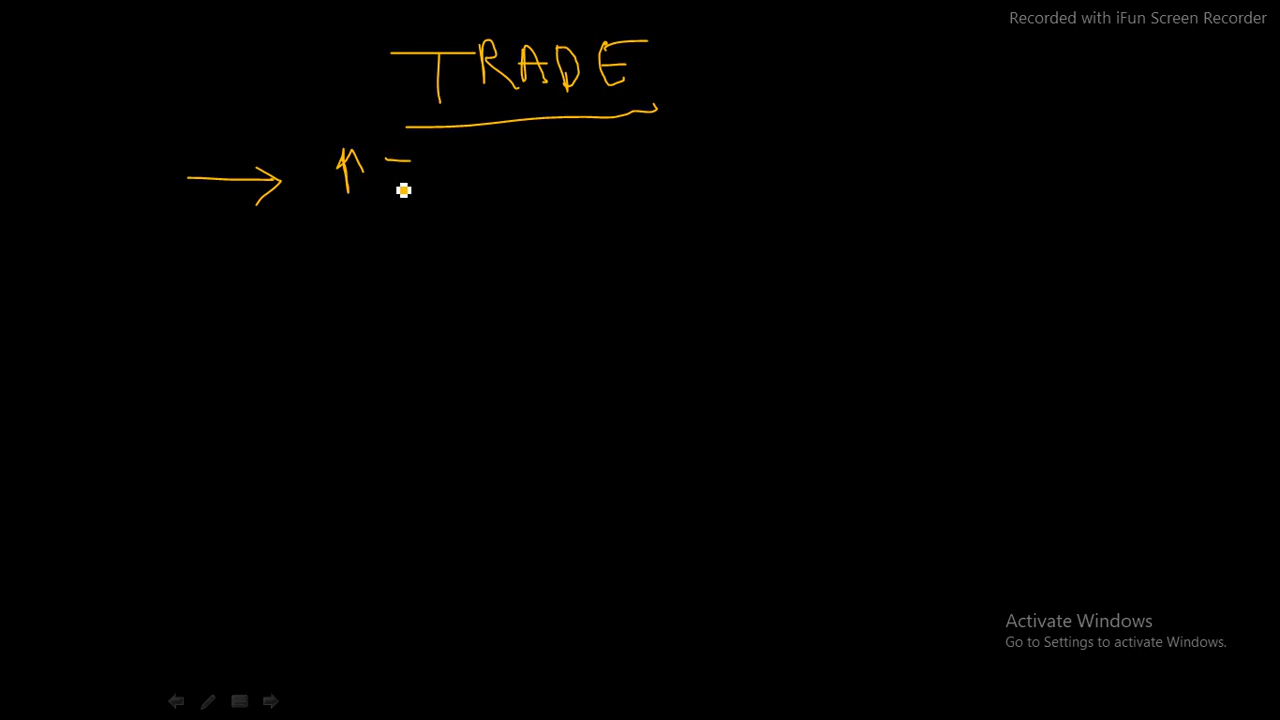 Recorded with iFun Screen Recorder
TRADE
→ ↑ -
Activate Windows
Go to Settings to activate Windows.